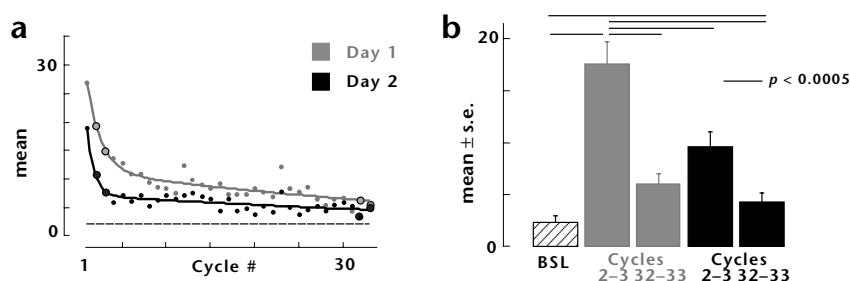 a
30
mean
0
1
Cycle #
30
Day 1
Day 2
b
20
mean ± s.e.
0
p < 0.0005
BSL
Cycles
2–3 32–33
Cycles
2–3 32–33